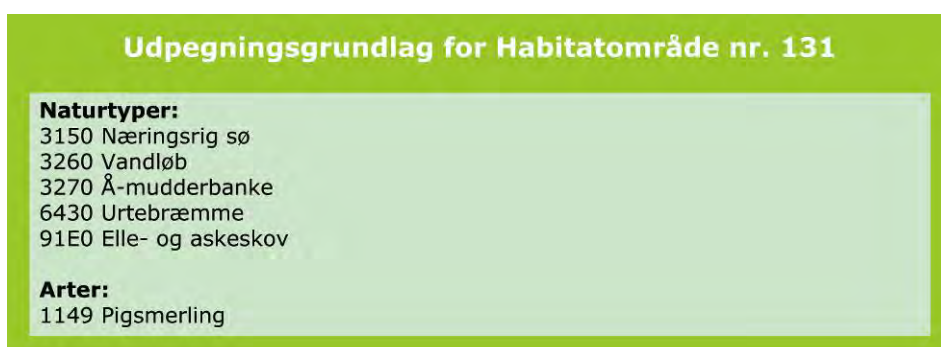 Udpegningsgrundlag for Habitatområde nr. 131
Naturtyper:
3150 Næringsrig sø
3260 Vandløb
3270 Å-mudderbanke
6430 Urtebræmme
91E0 Elle- og askeskov
Arter:
1149 Pigsmerling